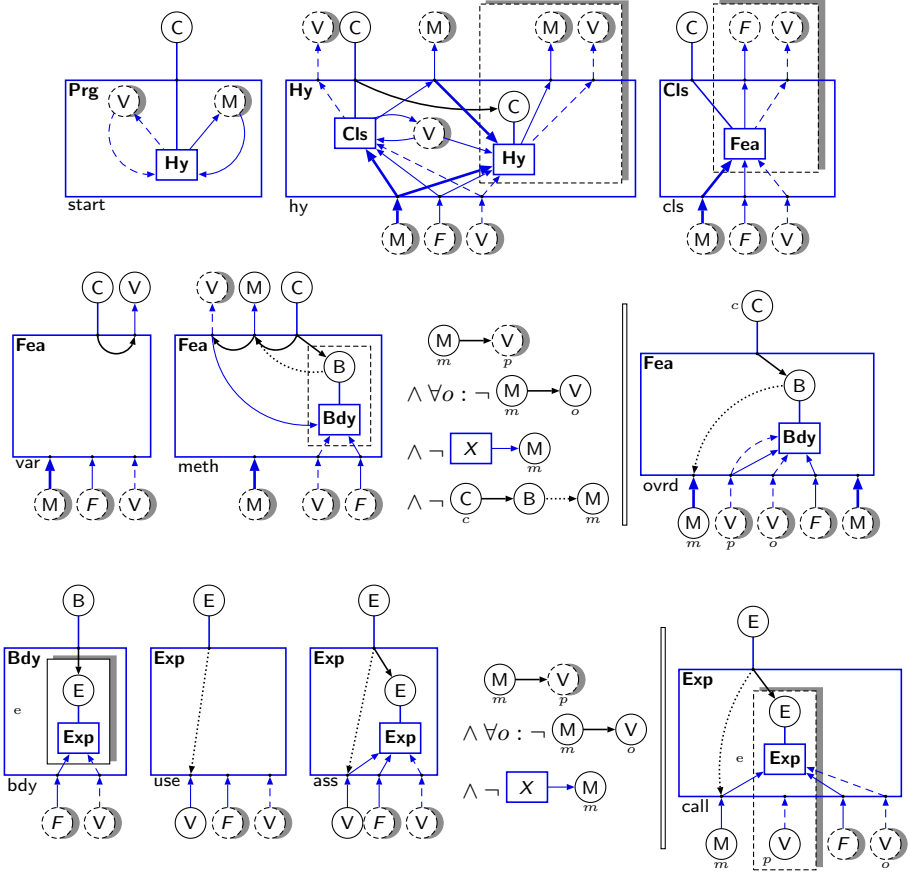 C V C M M V C F V
Prg V M Hy start
Hy Cls V C Hy hy
Cls Fea cls
M F V M F V
C V V M C
Fea var
Fea B Bdy meth
M F V M V F
M m → V p
∧ ∀o : ¬ M m → V o
∧ ¬ X → M m
∧ ¬ C c → B ⋯ M m
c C
Fea B Bdy ovrd
M m V p V o F M
B E E
Bdy E e Exp bdy
Exp use
Exp E Exp ass
F V V F V V F V
M m → V p
∧ ∀o : ¬ M m → V o
∧ ¬ X → M m
E
Exp E e Exp call
M m p V F V o